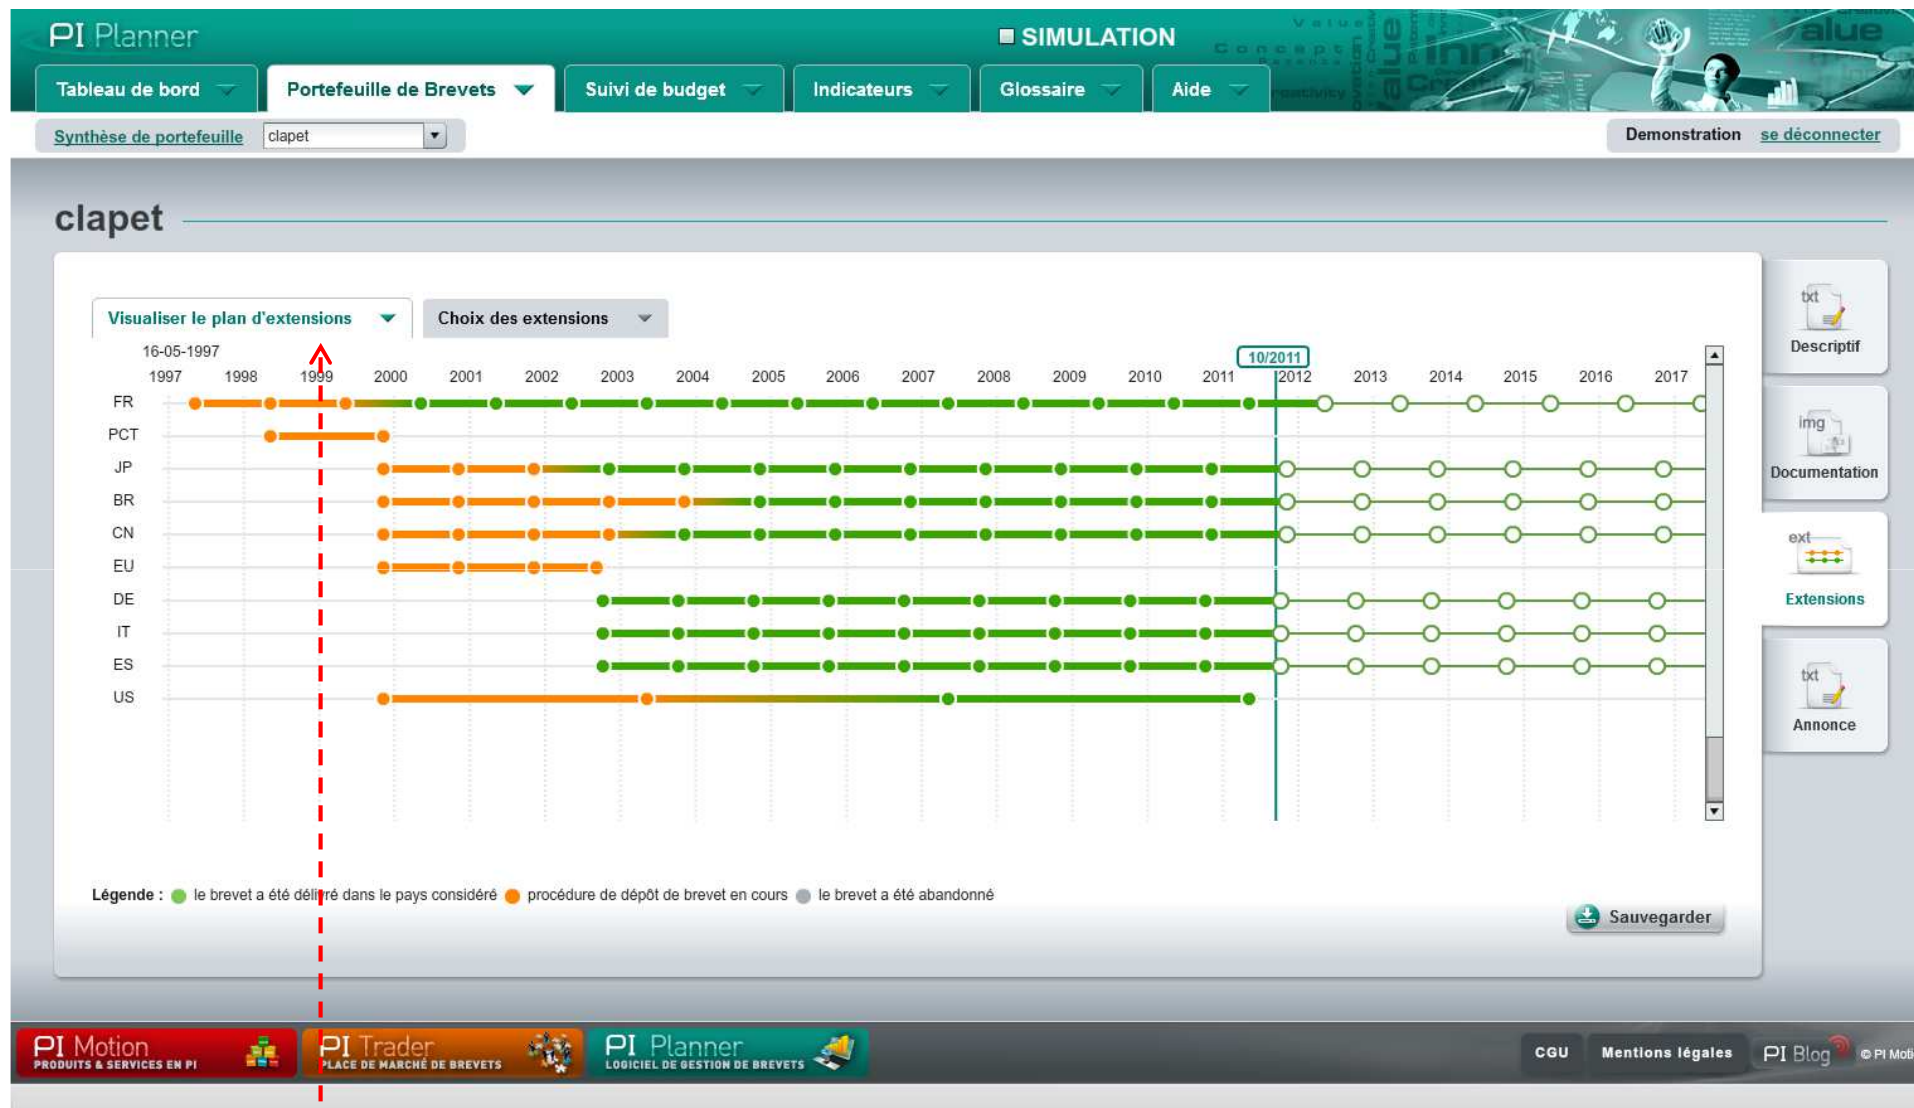 PI Planner
SIMULATION
Tableau de bord
Portefeuille de Brevets
Suivi de budget
Indicateurs
Glossaire
Aide
Synthèse de portefeuille
clapet
Demonstration
se déconnecter
clapet
Visualiser le plan d'extensions
Choix des extensions
16-05-1997
10/2011
1997 1998 1999 2000 2001 2002 2003 2004 2005 2006 2007 2008 2009 2010 2011 2012 2013 2014 2015 2016 2017
FR
PCT
JP
BR
CN
EU
DE
IT
ES
US
txt
Descriptif
img
Documentation
ext
Extensions
txt
Annonce
Légende : le brevet a été délivré dans le pays considéré procédure de dépôt de brevet en cours le brevet a été abandonné
Sauvegarder
PI Motion
PRODUITS & SERVICES EN PI
PI Trader
PLACE DE MARCHÉ DE BREVETS
PI Planner
LOGICIEL DE GESTION DE BREVETS
CGU
Mentions légales
PI Blog
© PI Moti